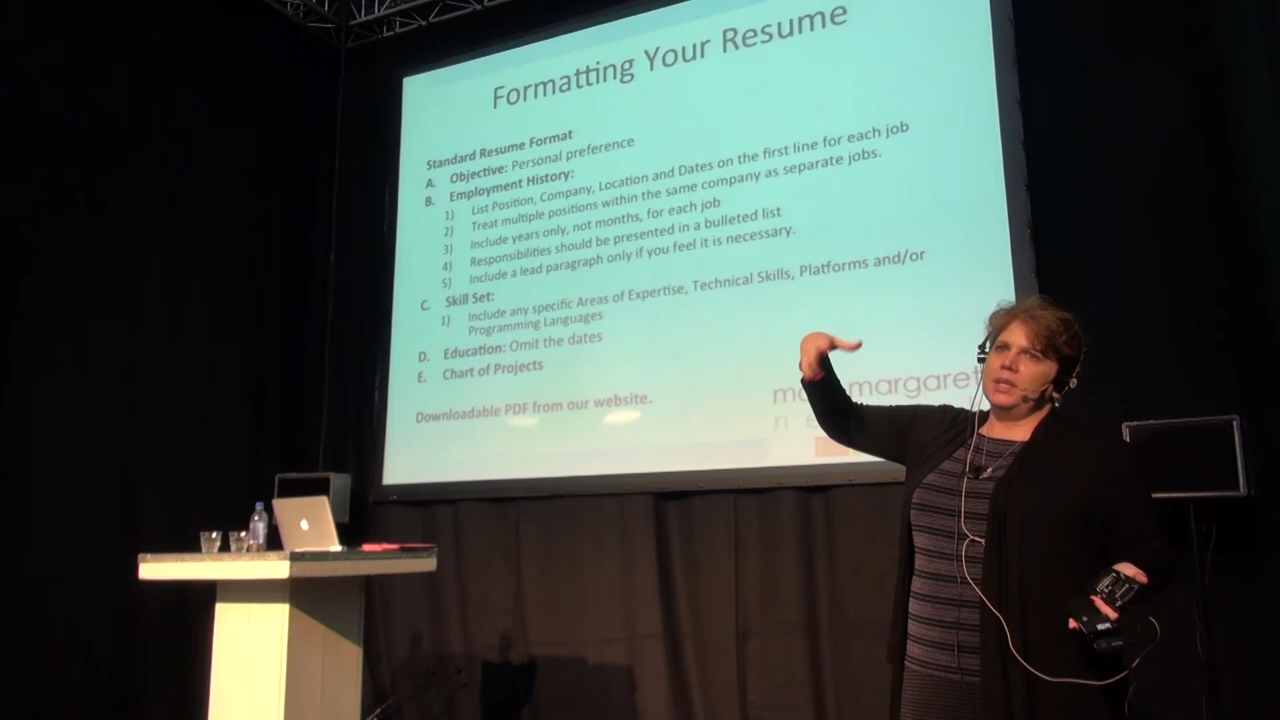 Formatting Your Resume
Standard Resume Format
A. Objective: Personal preference
B. Employment History:
1) List Position, Company, Location and Dates on the first line for each job
2) Treat multiple positions within the same company as separate jobs.
3) Include years only, not months, for each job
4) Responsibilities should be presented in a bulleted list
5) Include a lead paragraph only if you feel it is necessary.
C. Skill Set:
1) Include any specific Areas of Expertise, Technical Skills, Platforms and/or
Programming Languages
D. Education: Omit the dates
E. Chart of Projects
Downloadable PDF from our website.
margaret